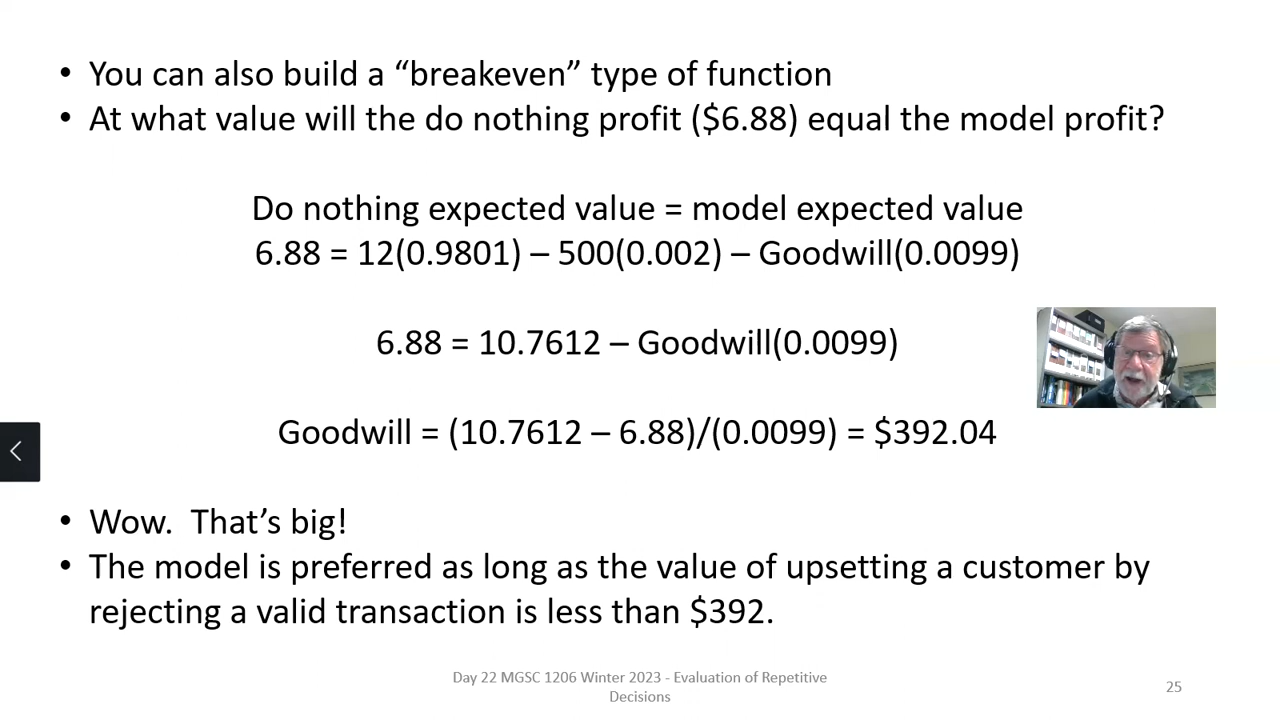 • You can also build a “breakeven” type of function
• At what value will the do nothing profit ($6.88) equal the model profit?
Do nothing expected value = model expected value
6.88 = 12(0.9801) – 500(0.002) – Goodwill(0.0099)
6.88 = 10.7612 – Goodwill(0.0099)
Goodwill = (10.7612 – 6.88)/(0.0099) = $392.04
• Wow.  That’s big!
• The model is preferred as long as the value of upsetting a customer by
rejecting a valid transaction is less than $392.
Day 22 MGSC 1206 Winter 2023 - Evaluation of Repetitive
Decisions
25